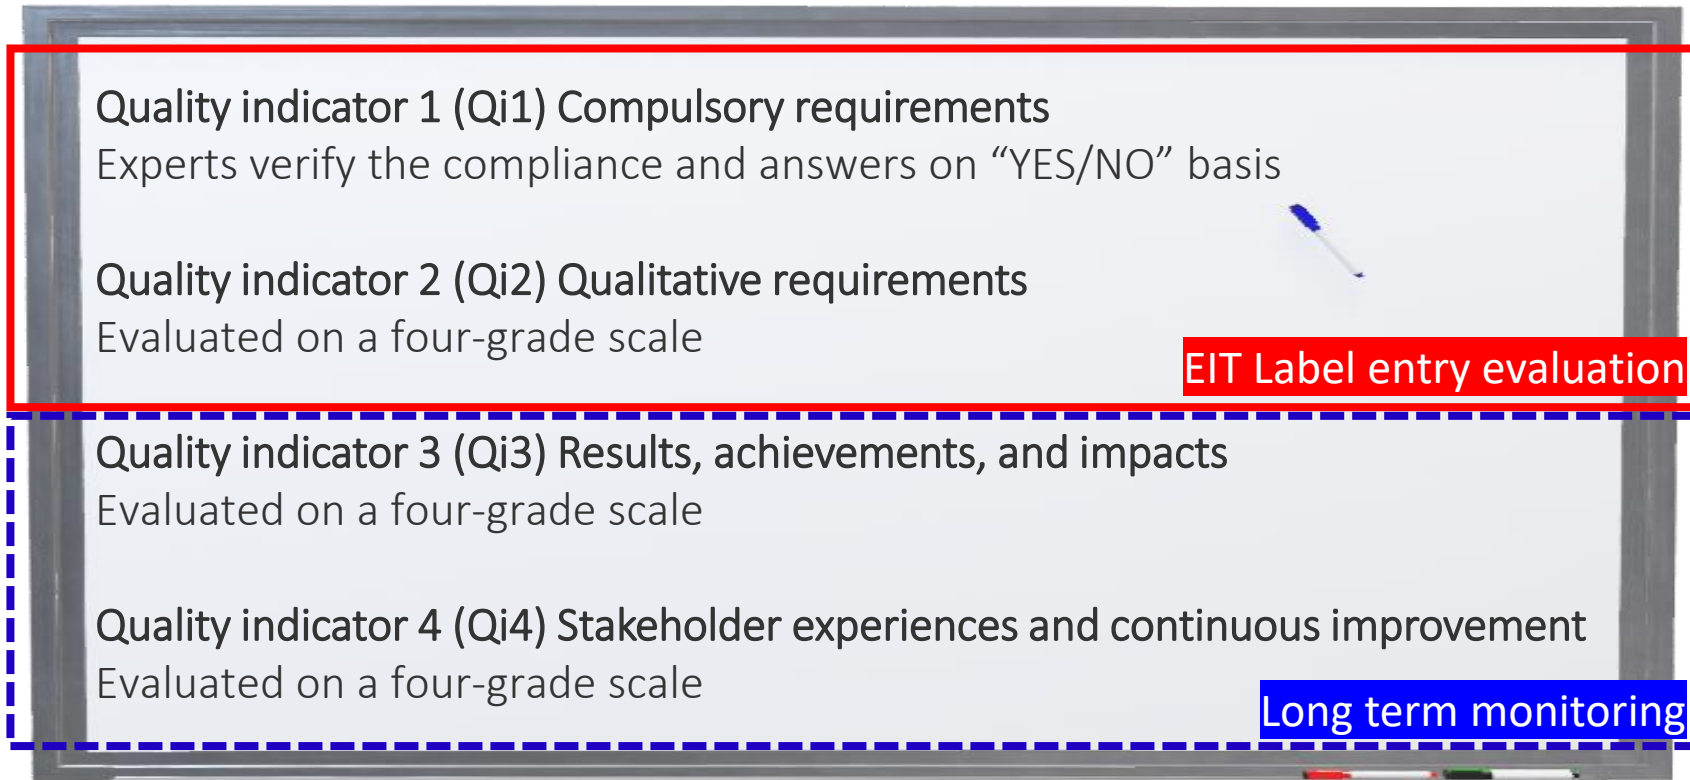 Quality indicator 1 (Qi1) Compulsory requirements
Experts verify the compliance and answers on “YES/NO” basis
Quality indicator 2 (Qi2) Qualitative requirements
Evaluated on a four-grade scale
EIT Label entry evaluation
Quality indicator 3 (Qi3) Results, achievements, and impacts
Evaluated on a four-grade scale
Quality indicator 4 (Qi4) Stakeholder experiences and continuous improvement
Evaluated on a four-grade scale
Long term monitoring